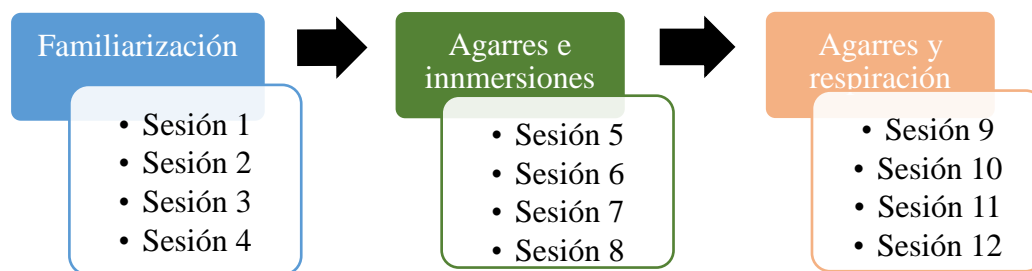 Familiarización
• Sesión 1
• Sesión 2
• Sesión 3
• Sesión 4
Agarres e
innmersiones
• Sesión 5
• Sesión 6
• Sesión 7
• Sesión 8
Agarres y
respiración
• Sesión 9
• Sesión 10
• Sesión 11
• Sesión 12